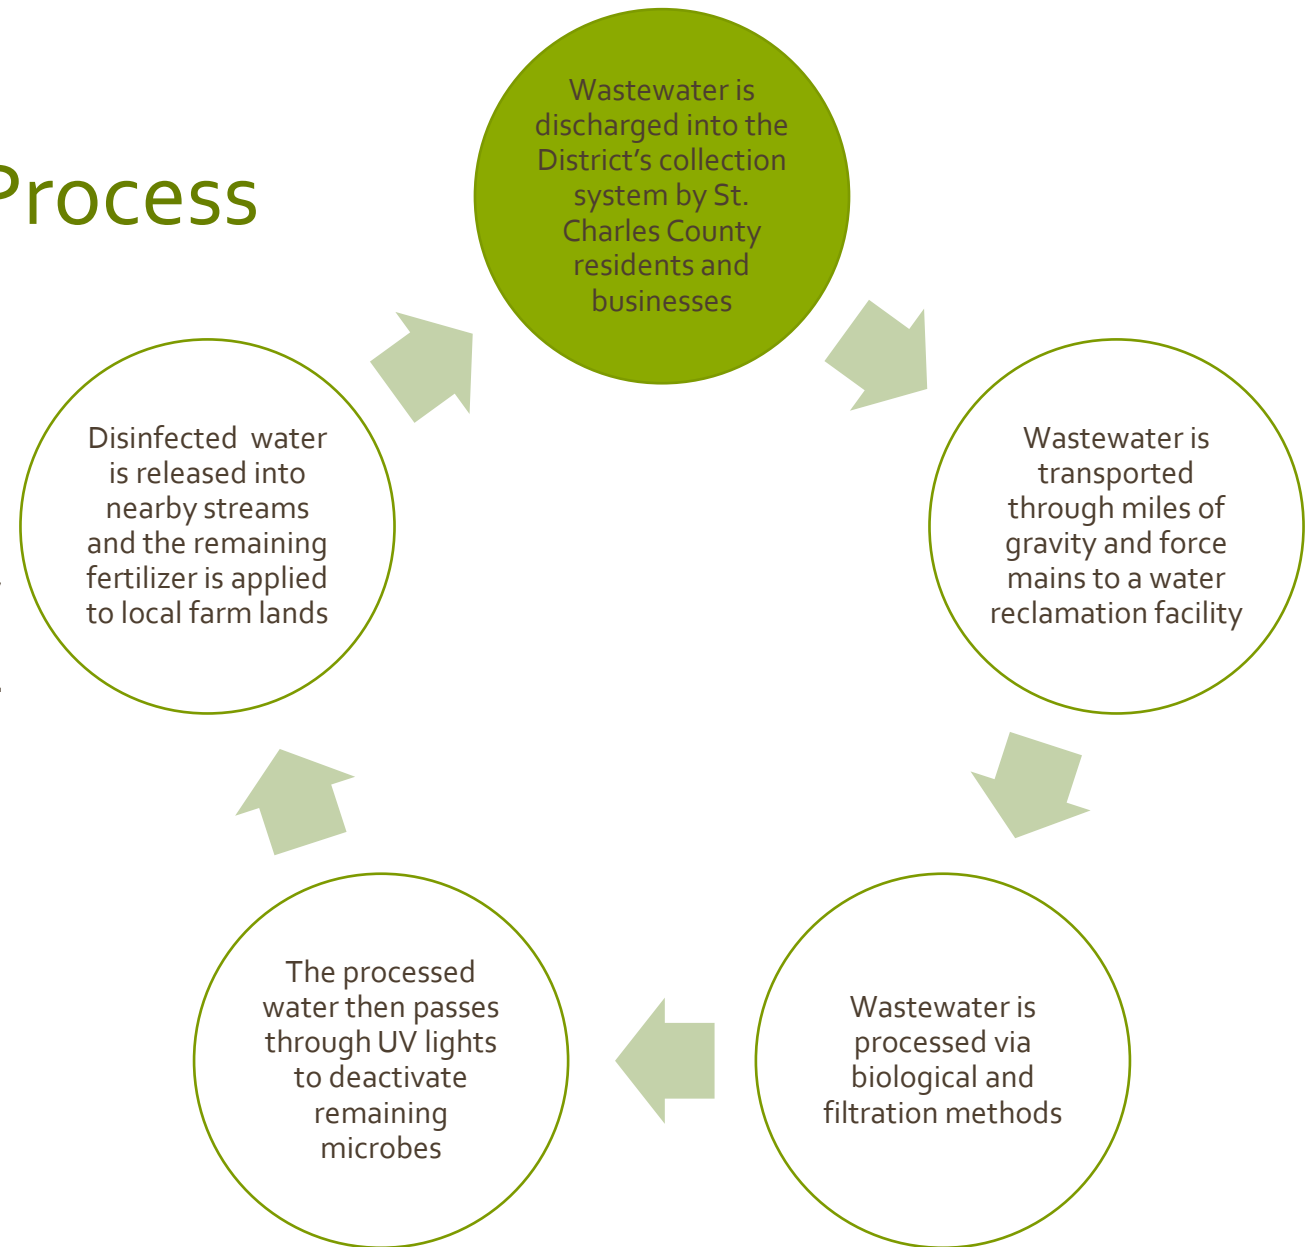 Process
Wastewater is
discharged into the
District’s collection
system by St.
Charles County
residents and
businesses
Wastewater is
transported
through miles of
gravity and force
mains to a water
reclamation facility
Wastewater is
processed via
biological and
filtration methods
The processed
water then passes
through UV lights
to deactivate
remaining
microbes
Disinfected  water
is released into
nearby streams
and the remaining
fertilizer is applied
to local farm lands